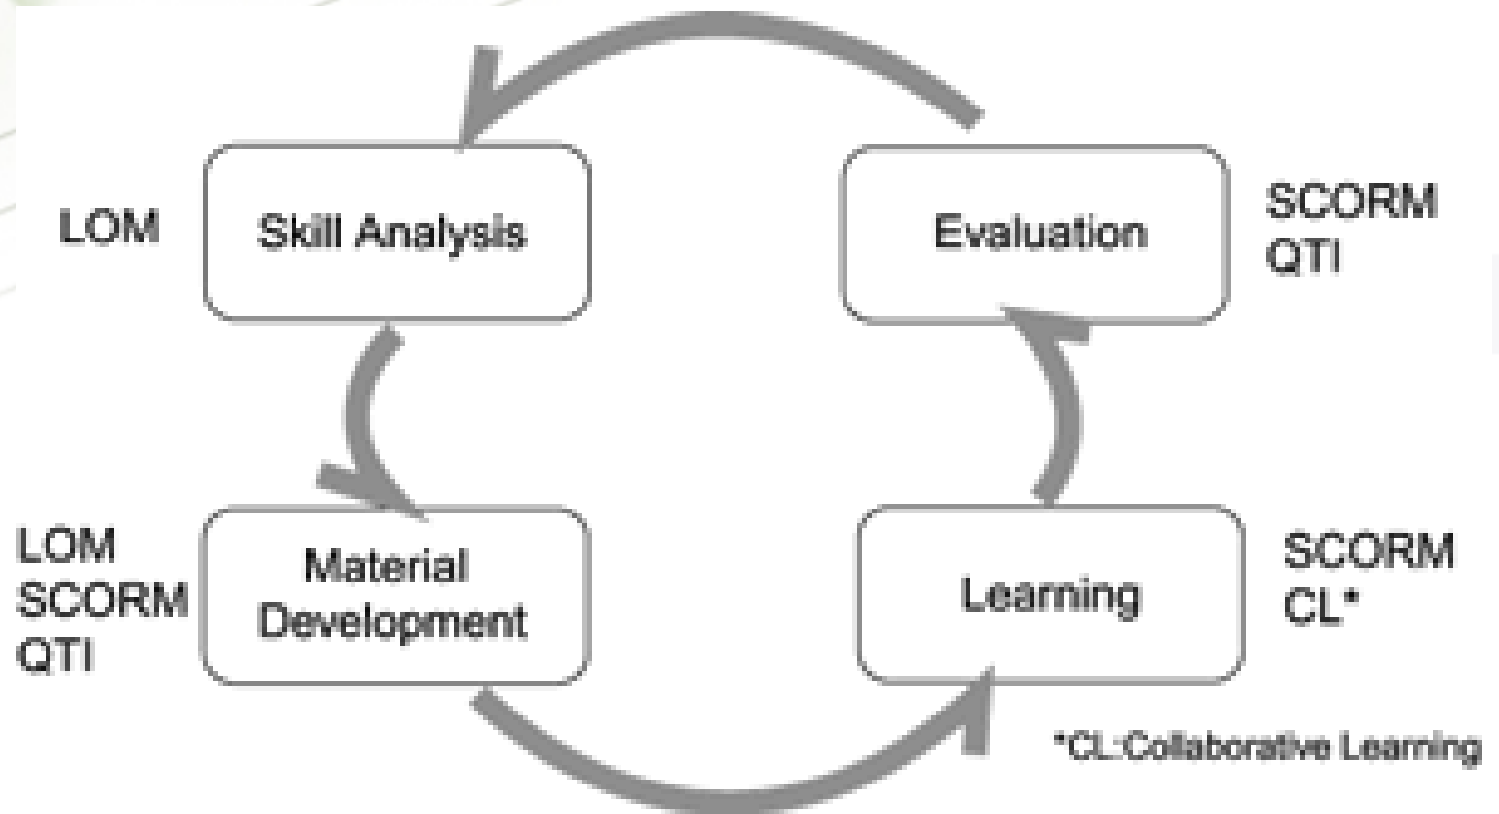 LOM
Skill Analysis
Evaluation
SCORM
QTI
LOM
SCORM
QTI
Material
Development
Learning
SCORM
CL*
*CL:Collaborative Learning